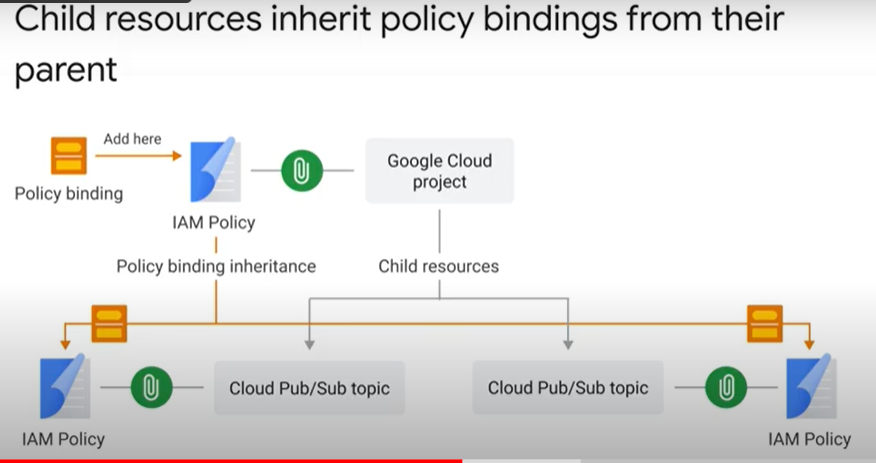 Child resources inherit policy bindings from their
parent
Add here
Policy binding
IAM Policy
Google Cloud
project
Policy binding inheritance
Child resources
Cloud Pub/Sub topic
Cloud Pub/Sub topic
IAM Policy
IAM Policy